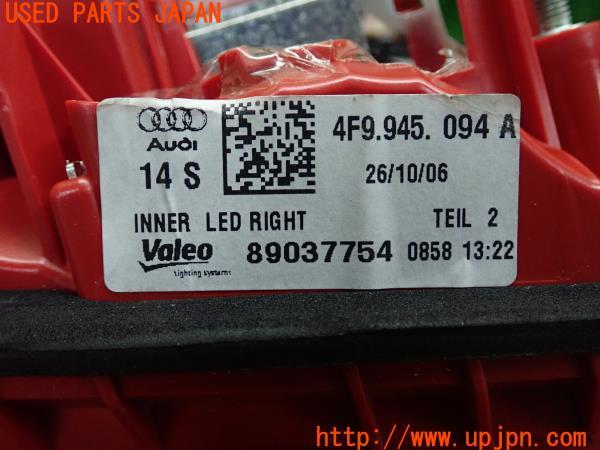 USED PARTS JAPAN
Audi
4F9.945. 094 A
14 S
26/10/06
INNER LED RIGHT
TEIL 2
Valeo
89037754
0858 13:22
Lighting systems
http://www.upjpn.com/